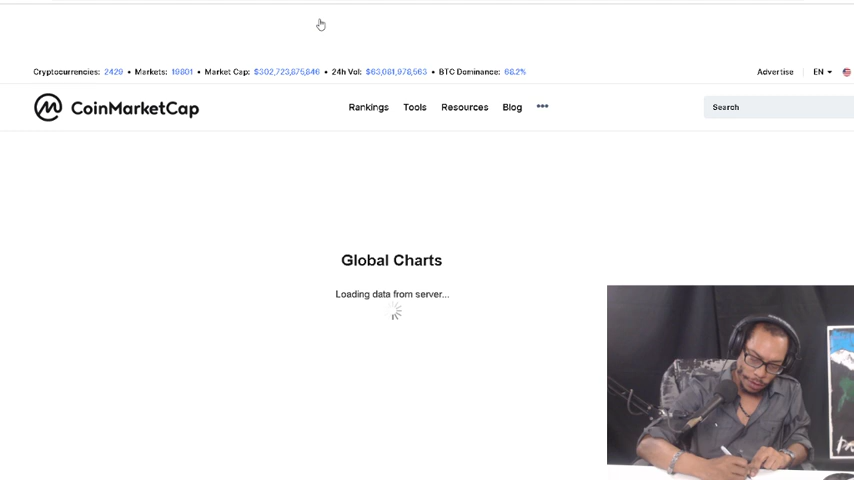 Cryptocurrencies: 2429 • Markets: 19801 • Market Cap: $302,723,875,846 • 24h Vol: $63,081,978,563 • BTC Dominance: 68.2% Advertise EN
CoinMarketCap Rankings Tools Resources Blog ••• Search
Global Charts
Loading data from server...